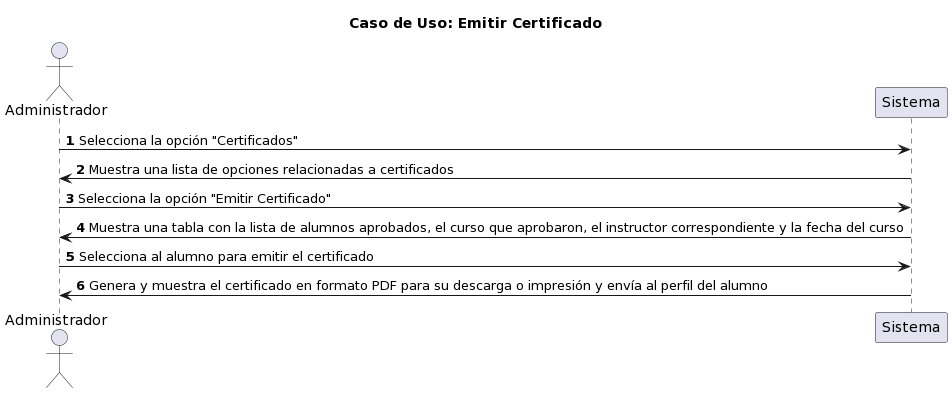 Caso de Uso: Emitir Certificado
Administrador
Sistema
1 Selecciona la opción "Certificados"
2 Muestra una lista de opciones relacionadas a certificados
3 Selecciona la opción "Emitir Certificado"
4 Muestra una tabla con la lista de alumnos aprobados, el curso que aprobaron, el instructor correspondiente y la fecha del curso
5 Selecciona al alumno para emitir el certificado
6 Genera y muestra el certificado en formato PDF para su descarga o impresión y envía al perfil del alumno
Administrador
Sistema